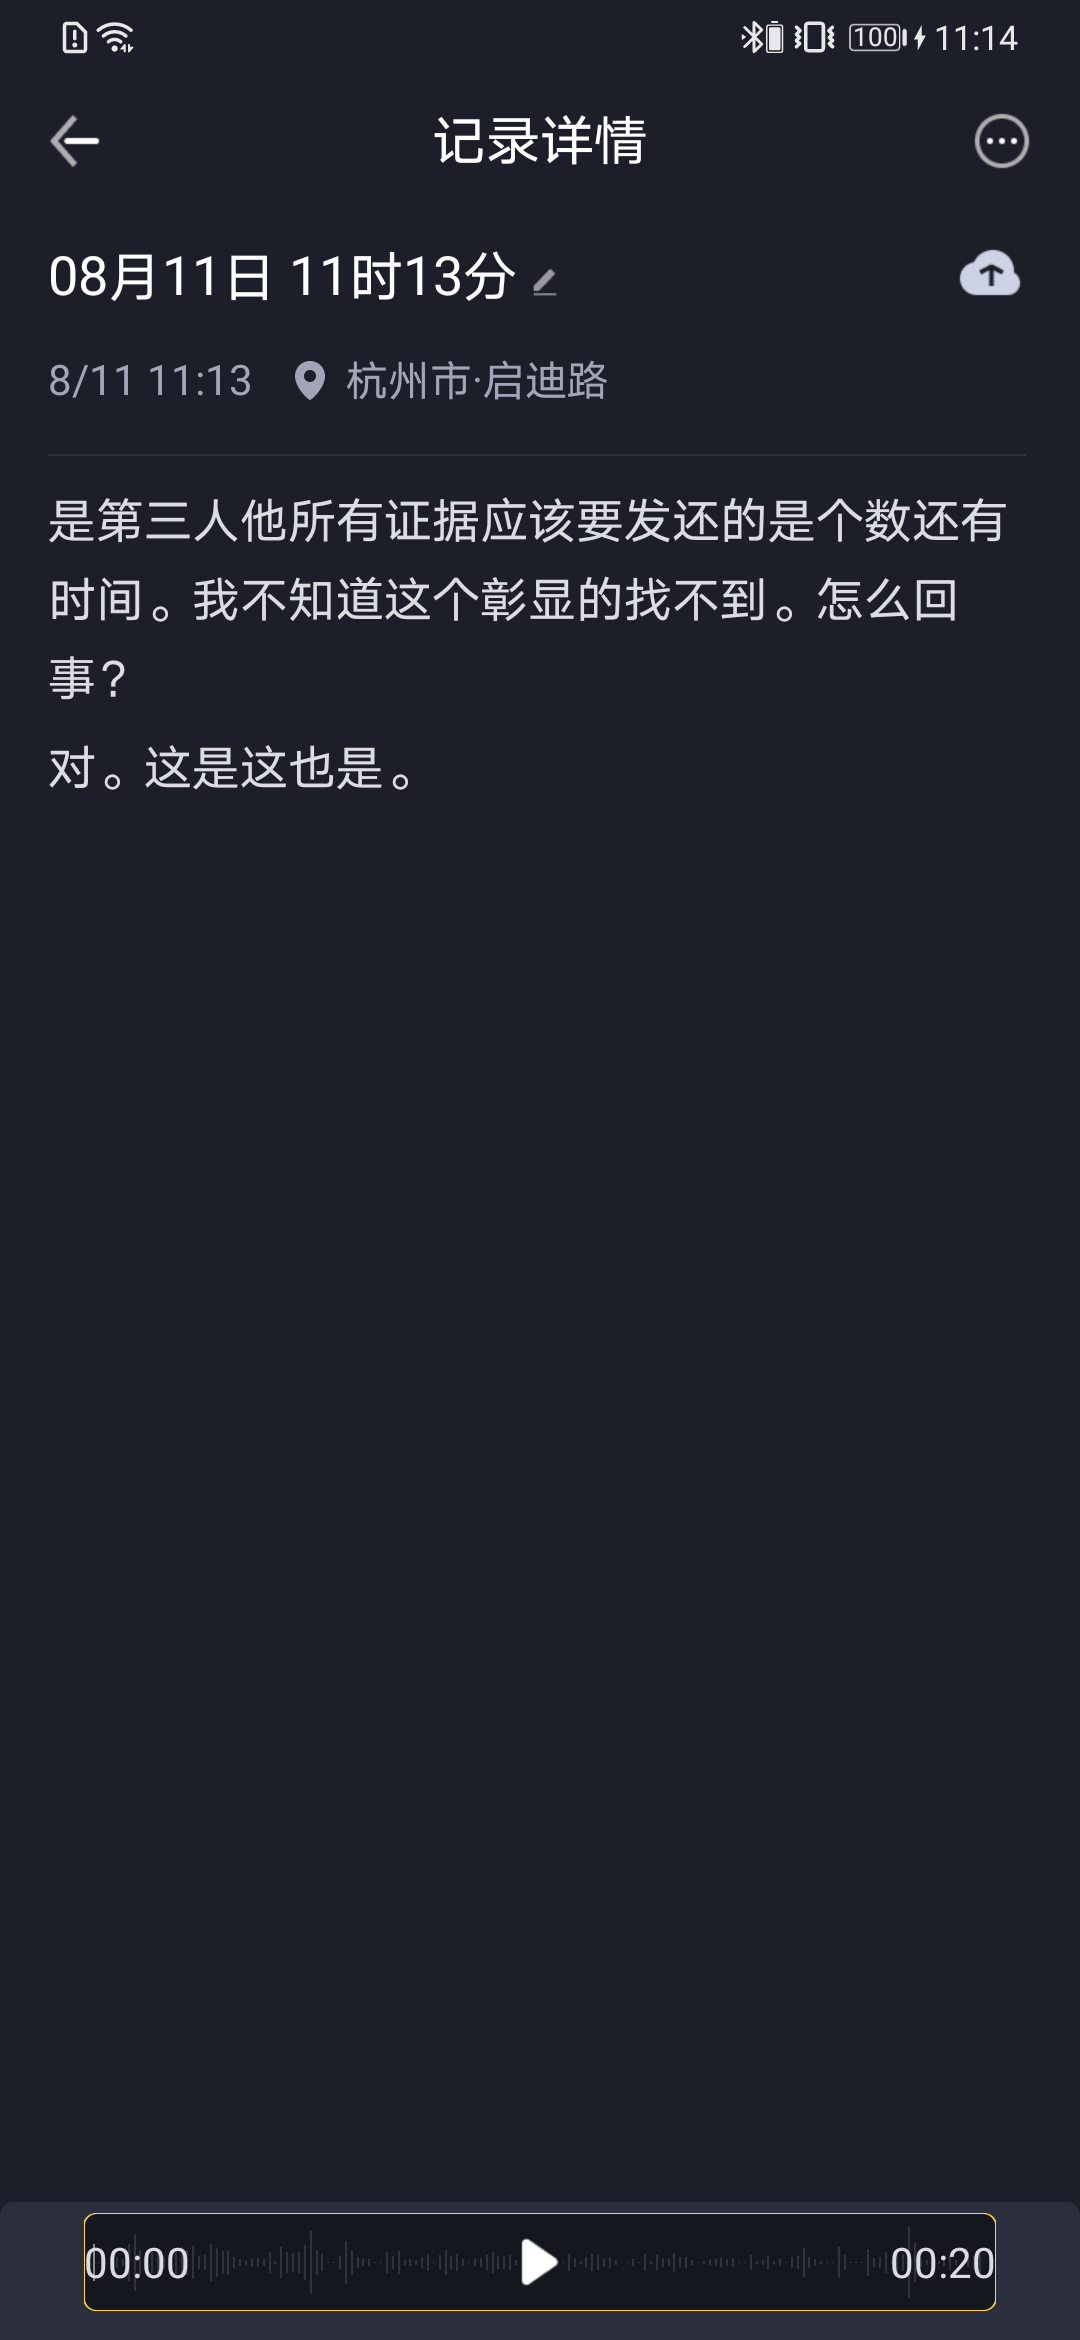 100 11:14
记录详情
08月11日 11时13分
8/11 11:13 杭州市·启迪路
是第三人他所有证据应该要发还的是个数还有
时间。我不知道这个彰显的找不到。怎么回
事？
对。这是这也是。
00:00 00:20